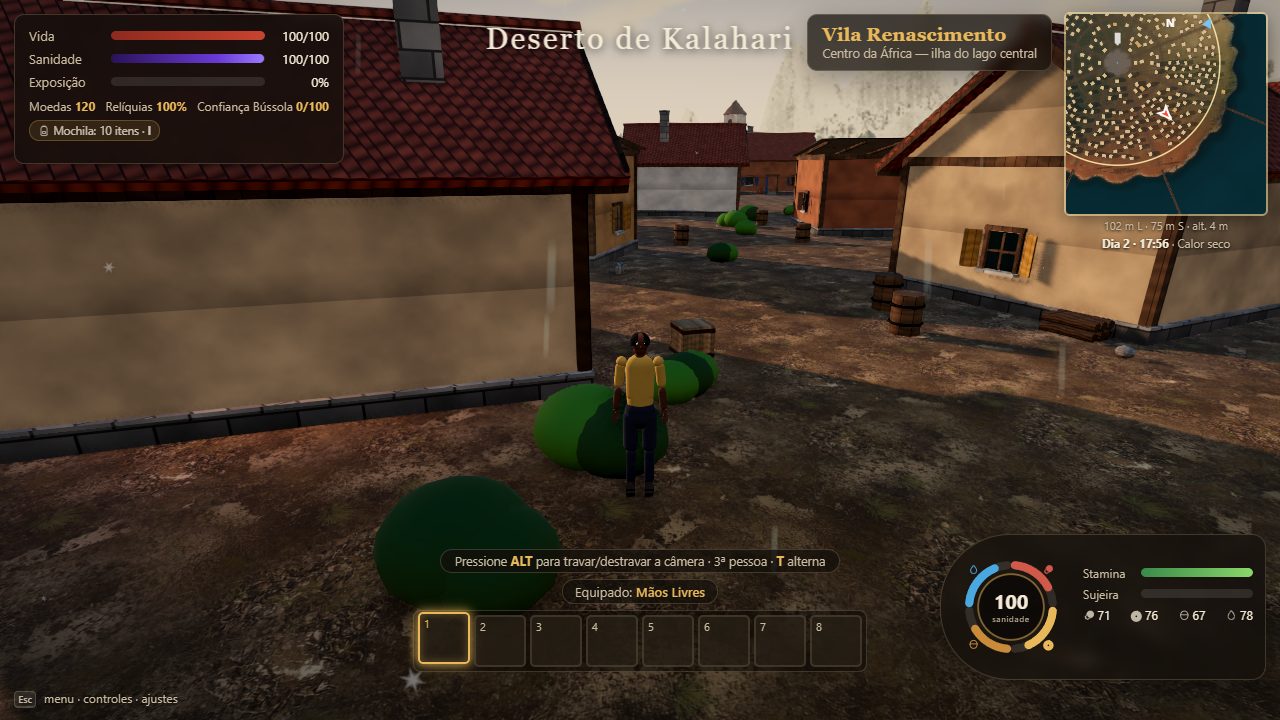 Vida 100/100
Sanidade 100/100
Exposição 0%
Moedas 120 Relíquias 100% Confiança Bússola 0/100
Mochila: 10 itens · I
Deserto de Kalahari
Vila Renascimento
Centro da África — ilha do lago central
N
102 m L · 75 m S · alt. 4 m
Dia 2 · 17:56 · Calor seco
Pressione ALT para travar/destravar a câmera · 3ª pessoa · T alterna
Equipado: Mãos Livres
1 2 3 4 5 6 7 8
100
sanidade
Stamina
Sujeira
71 76 67 78
Esc menu · controles · ajustes